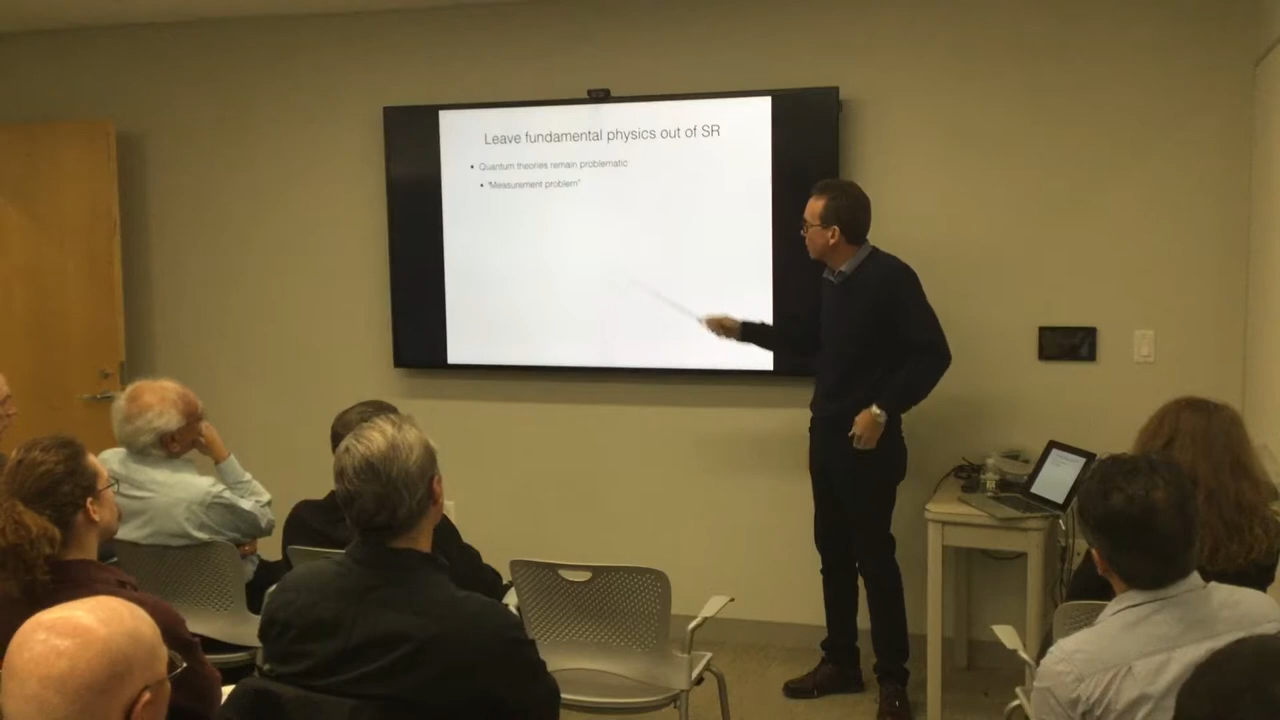 Leave fundamental physics out of SR
• Quantum theories remain problematic
• "Measurement problem"